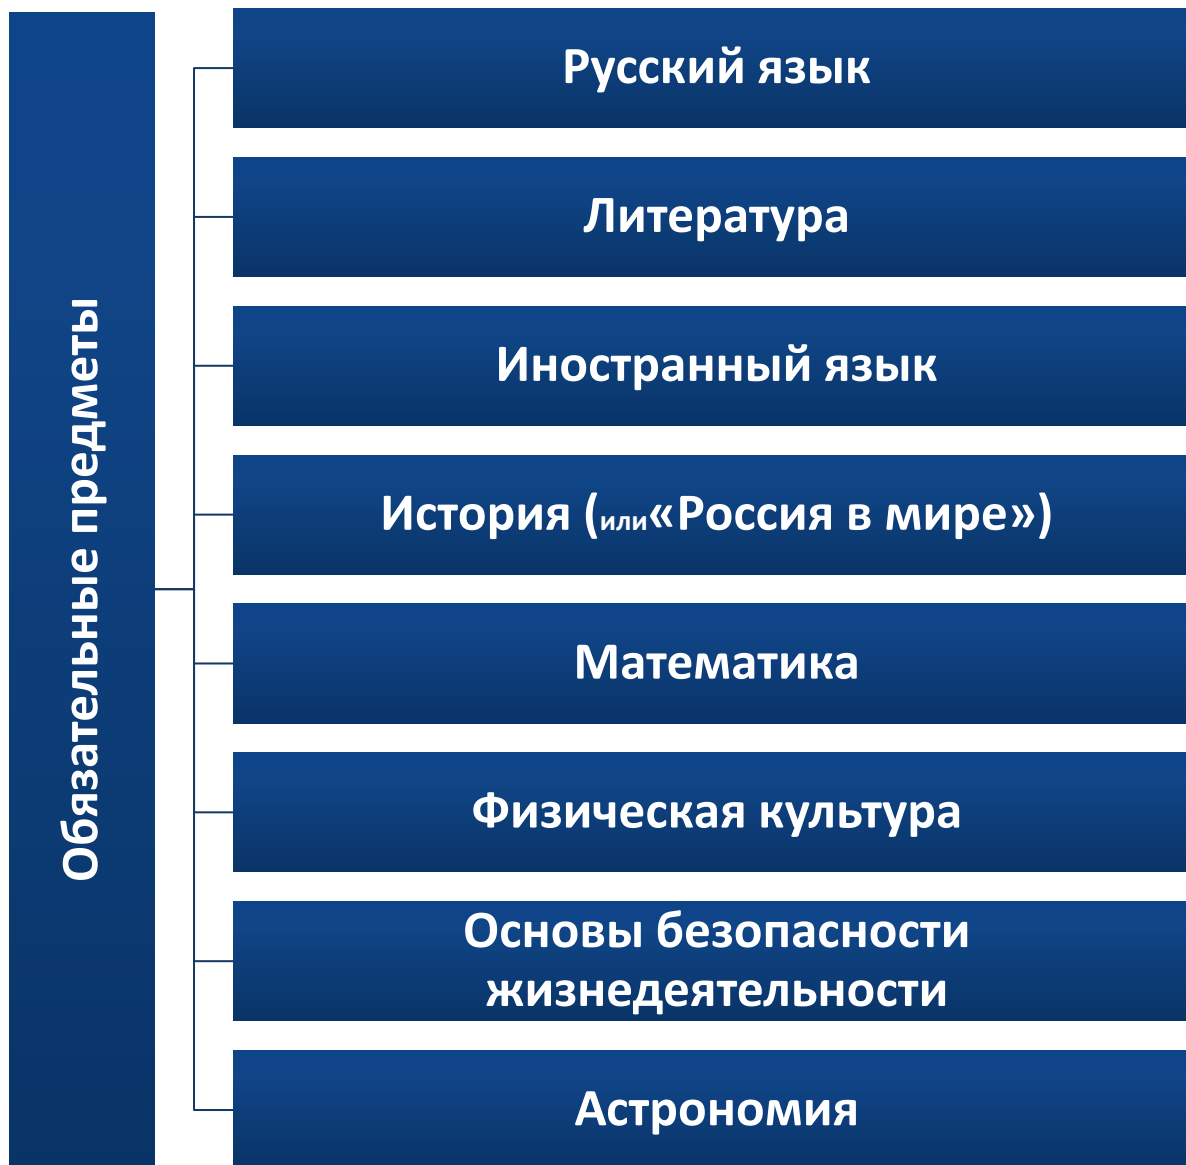 Обязательные предметы
Русский язык
Литература
Иностранный язык
История (или«Россия в мире»)
Математика
Физическая культура
Основы безопасности
жизнедеятельности
Астрономия